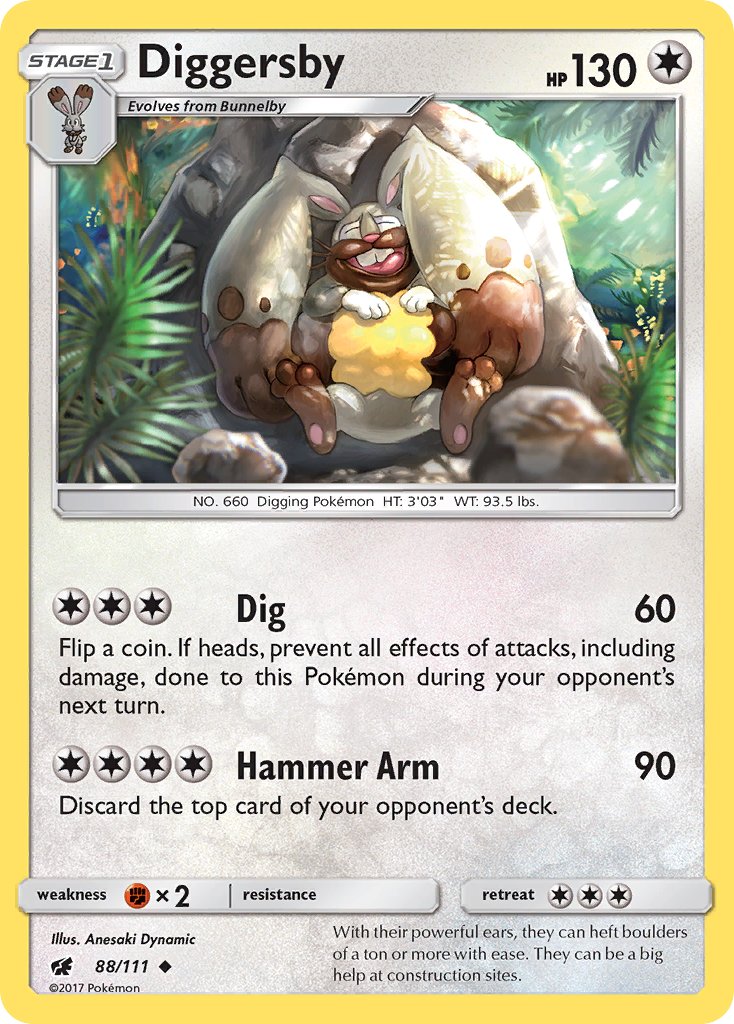 STAGE 1
Diggersby
HP 130
Evolves from Bunnelby
NO. 660 Digging Pokémon HT: 3'03" WT: 93.5 lbs.
Dig 60
Flip a coin. If heads, prevent all effects of attacks, including
damage, done to this Pokémon during your opponent's
next turn.
Hammer Arm 90
Discard the top card of your opponent's deck.
weakness × 2 resistance retreat
Illus. Anesaki Dynamic
88/111
©2017 Pokémon
With their powerful ears, they can heft boulders
of a ton or more with ease. They can be a big
help at construction sites.